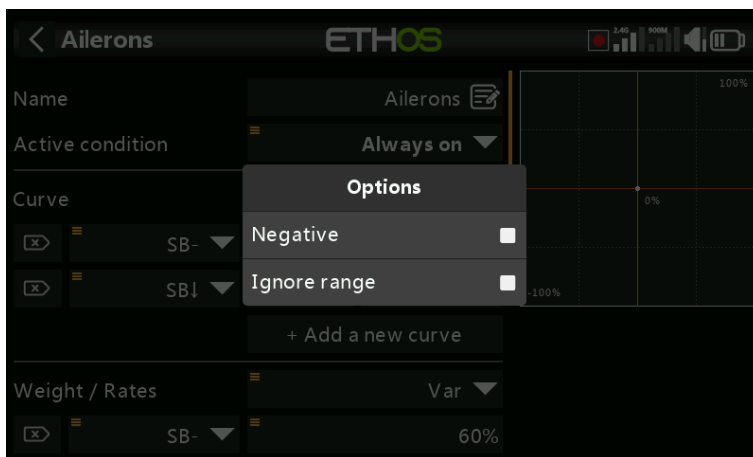 Ailerons ETHOS 2.4G 900M
Name Ailerons
100%
Active condition Always on
Options
Curve
0%
SB- Negative
SB↓ Ignore range
-100%
+ Add a new curve
Weight / Rates Var
SB- 60%